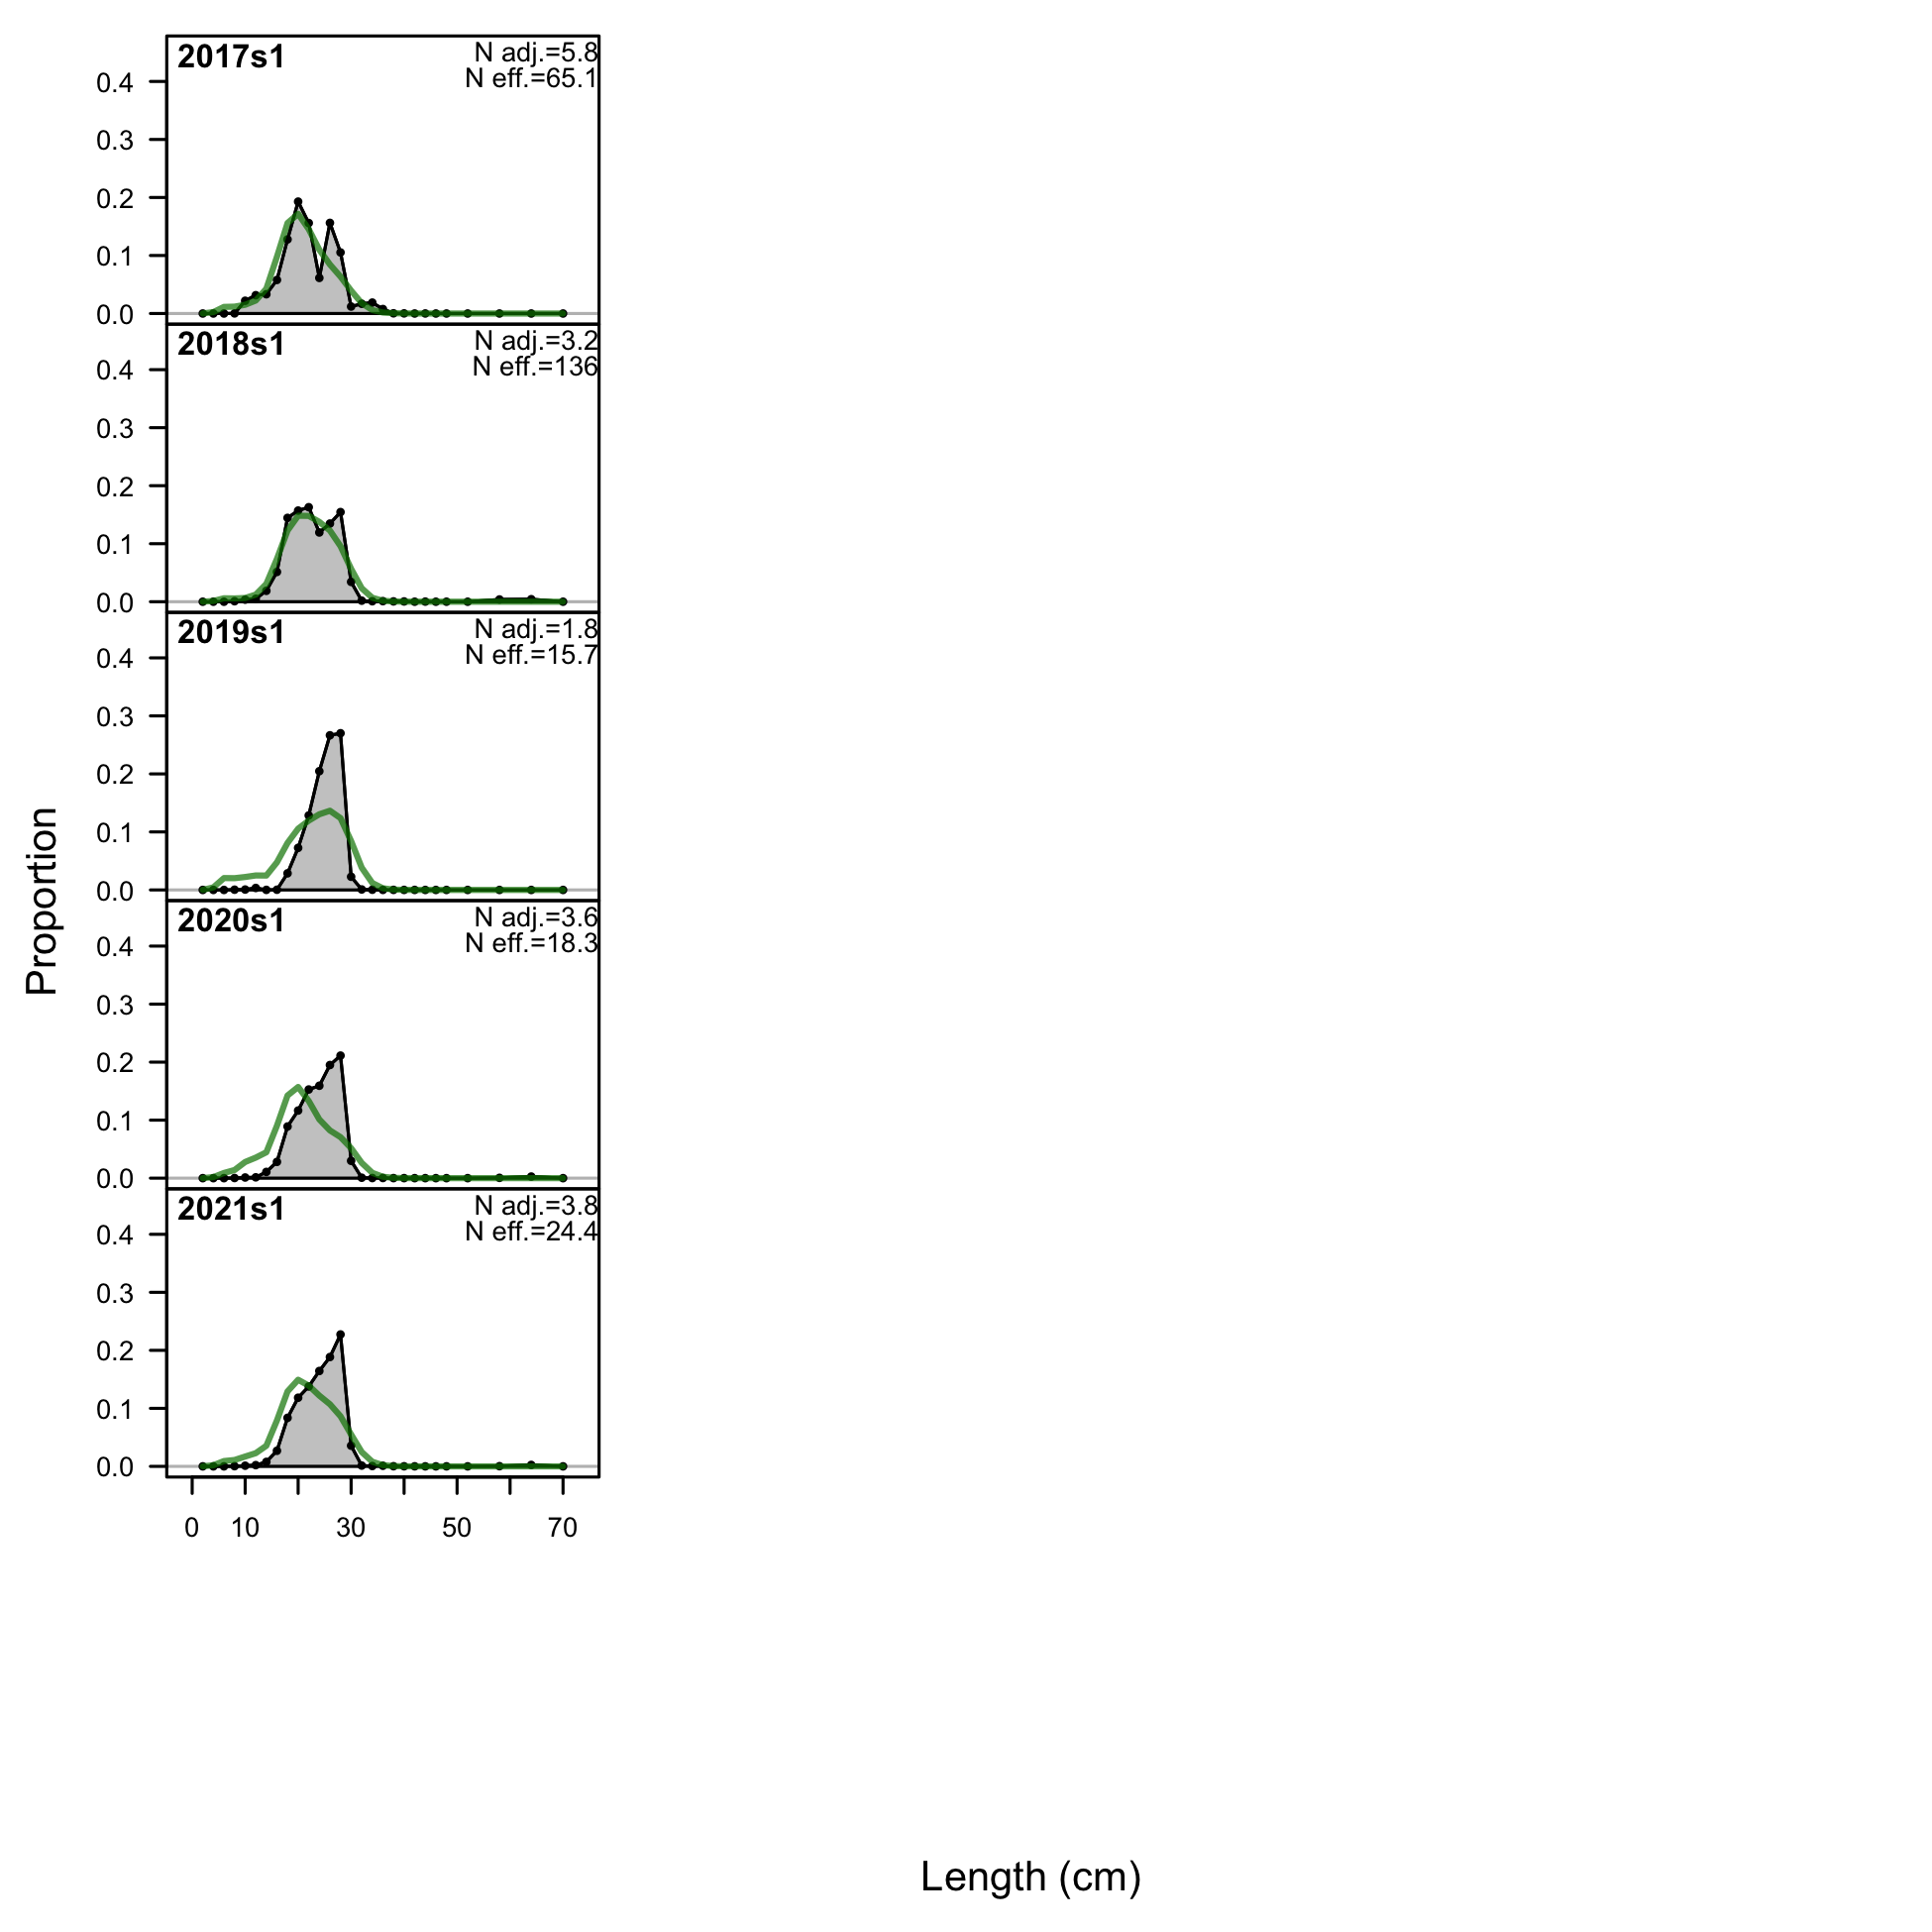 2017s1
N adj.=5.8
N eff.=65.1
0.4
0.3
0.2
0.1
0.0
2018s1
N adj.=3.2
N eff.=136
0.4
0.3
0.2
0.1
0.0
2019s1
N adj.=1.8
N eff.=15.7
0.4
0.3
0.2
0.1
0.0
2020s1
N adj.=3.6
N eff.=18.3
0.4
0.3
0.2
0.1
0.0
2021s1
N adj.=3.8
N eff.=24.4
0.4
0.3
0.2
0.1
0.0
0 10 30 50 70
Proportion
Length (cm)